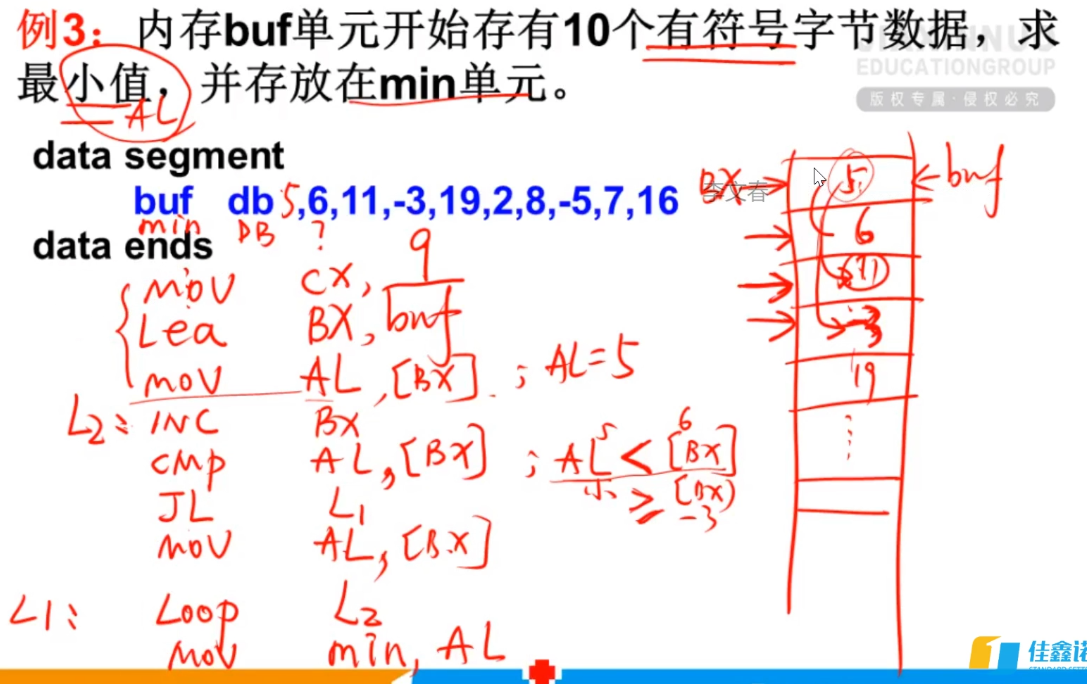 例3：内存buf单元开始存有10个有符号字节数据，求
最小值，并存放在min单元。
AL
EDUCATIONGROUP
版权专属·侵权必究
data segment
buf db 5,6,11,-3,19,2,8,-5,7,16
min DB ?
data ends
MOV CX, 9
Lea BX, buf
MOV AL, [BX] ; AL=5
L2: INC BX
CMP AL, [BX] ; AL < [BX]
5 6
小 ≥ [BX]
-3
JL L1
MOV AL, [BX]
L1: Loop L2
MOV min, AL
BX
李文春
5
buf
6
11
-3
19
佳鑫诺